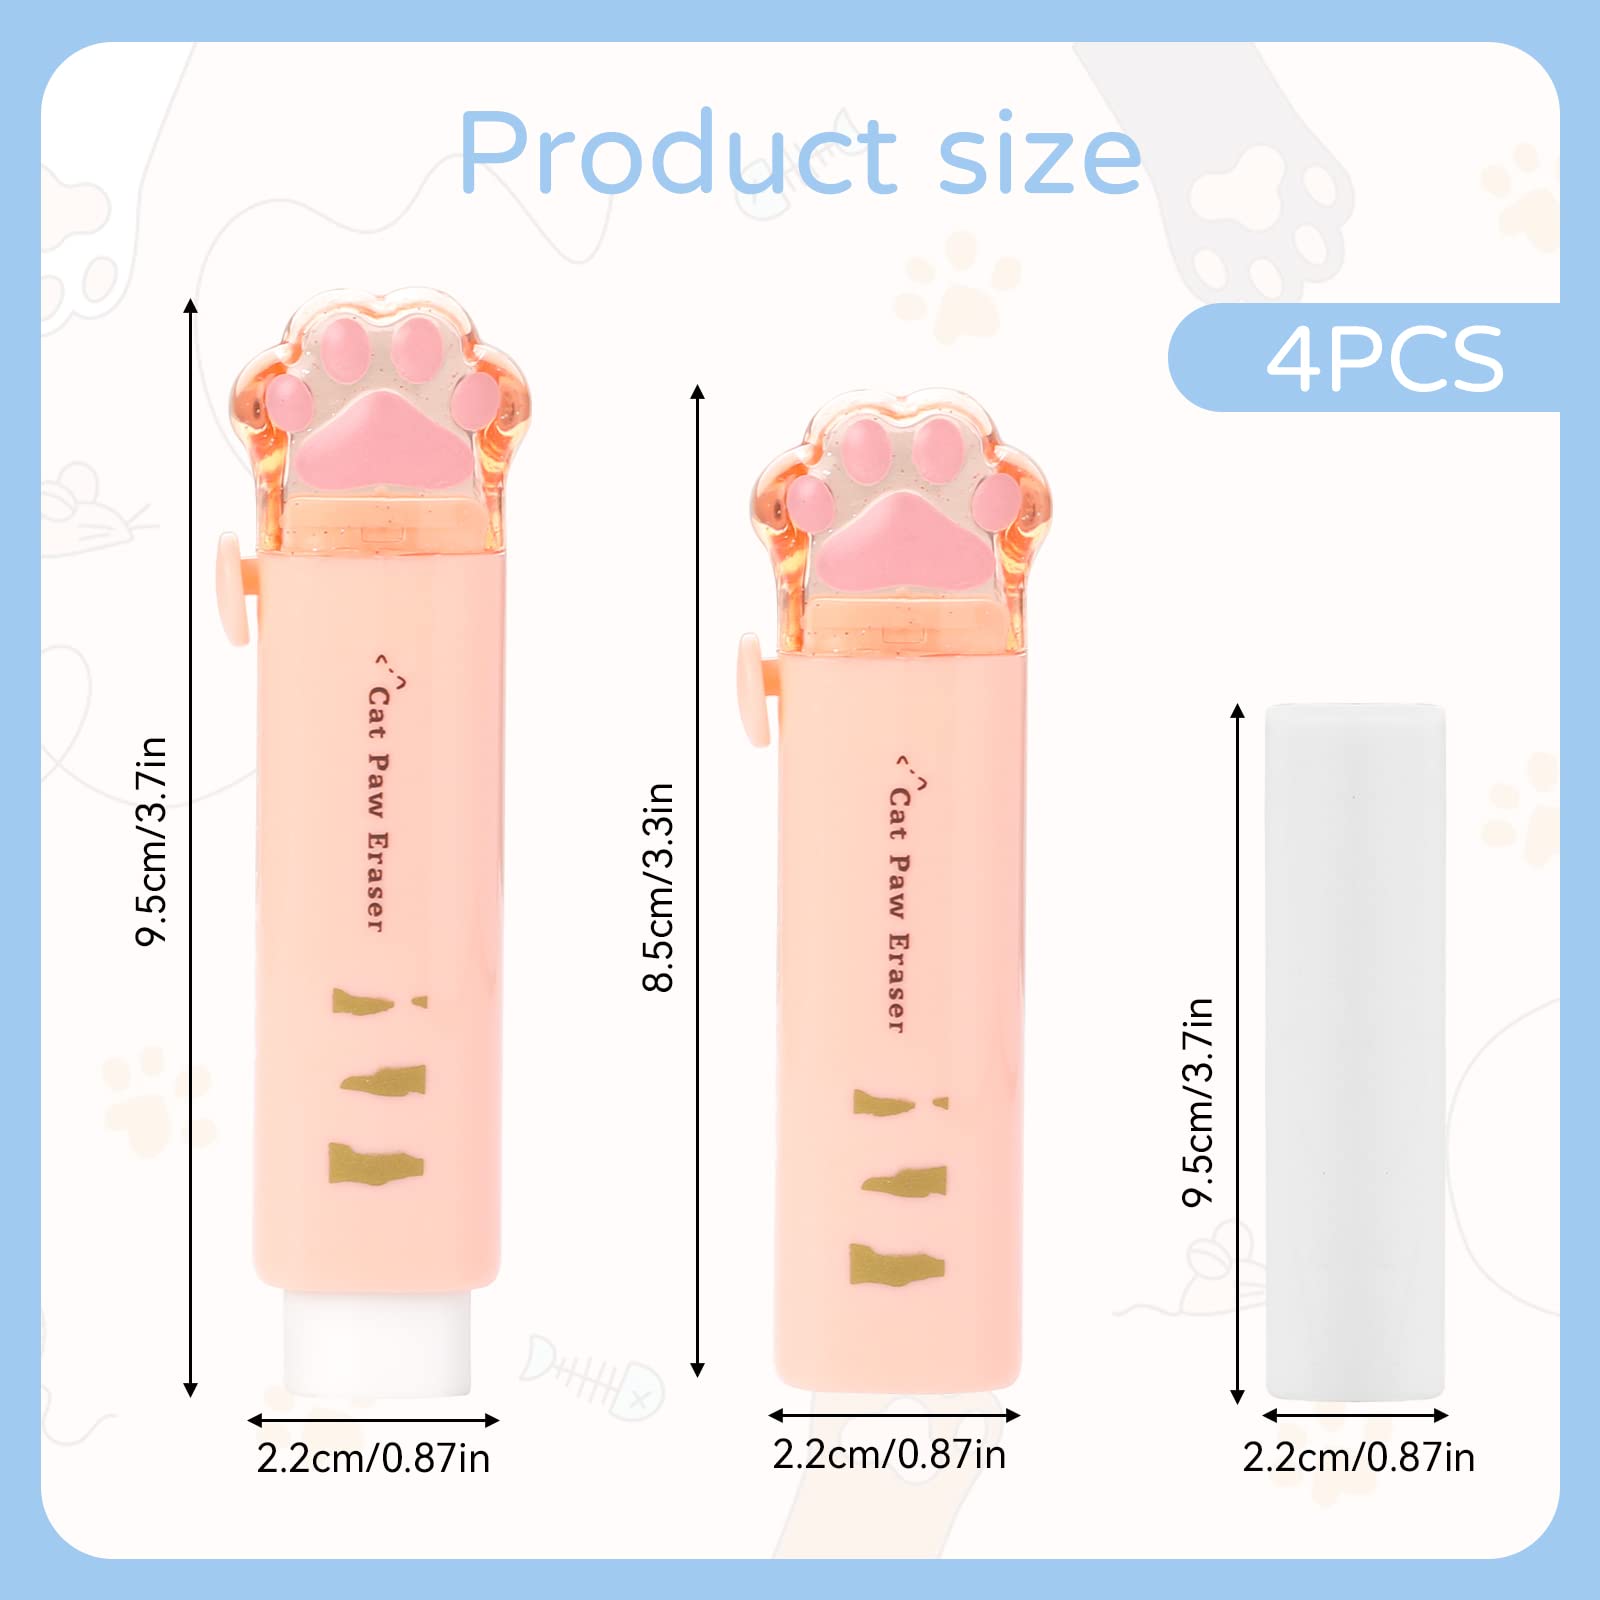 Product size
4PCS
9.5cm/3.7in
Cat Paw Eraser
2.2cm/0.87in
8.5cm/3.3in
Cat Paw Eraser
2.2cm/0.87in
9.5cm/3.7in
2.2cm/0.87in